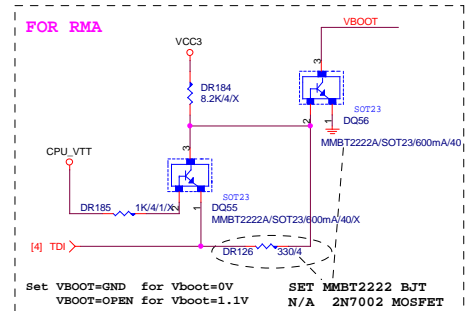 FOR RMA
VBOOT
VCC3
3
DR184
8.2K/4/X
SOT23
2
1
DQ56
MMBT2222A/SOT23/600mA/40
CPU_VTT
3
SOT23
DR185
1K/4/1/X
2
1
DQ55
MMBT2222A/SOT23/600mA/40/X
[4] TDI
DR126
330/4
Set VBOOT=GND for Vboot=0V
VBOOT=OPEN for Vboot=1.1V
SET MMBT2222 BJT
N/A 2N7002 MOSFET